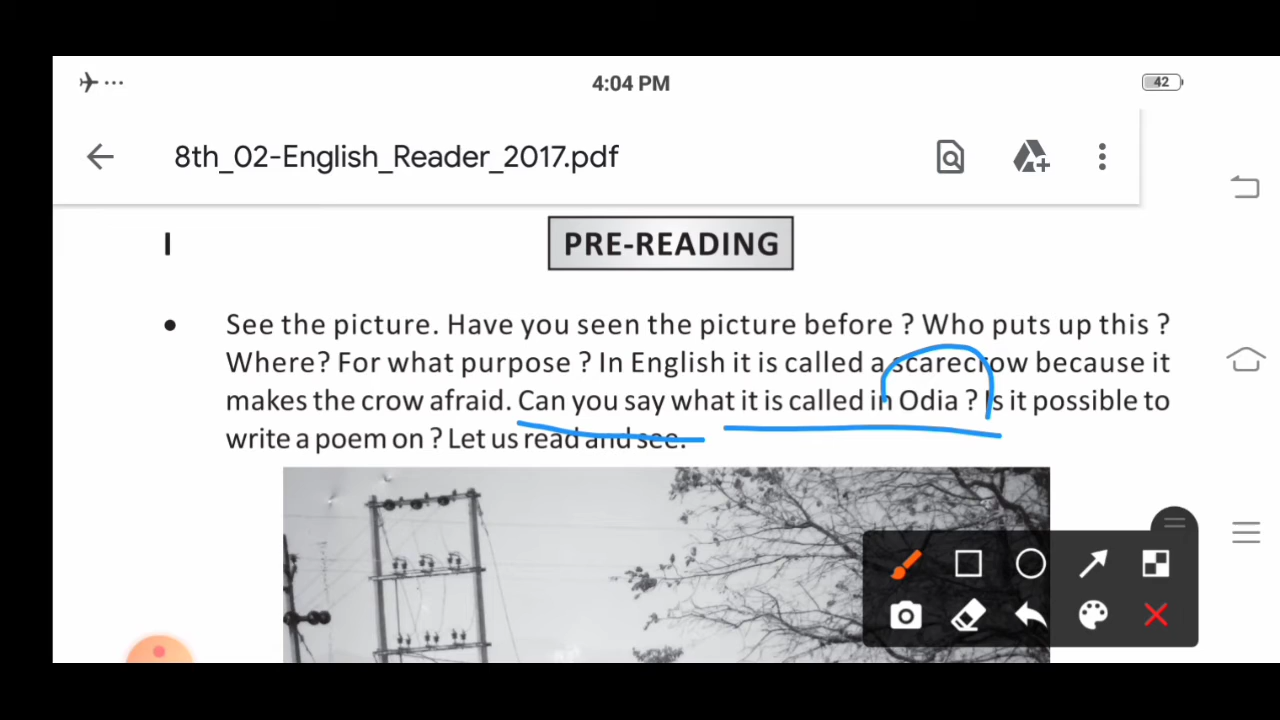 4:04 PM
42
8th_02-English_Reader_2017.pdf
I
PRE-READING
• See the picture. Have you seen the picture before ? Who puts up this ?
Where? For what purpose ? In English it is called a scarecrow because it
makes the crow afraid. Can you say what it is called in Odia ? Is it possible to
write a poem on ? Let us read and see.